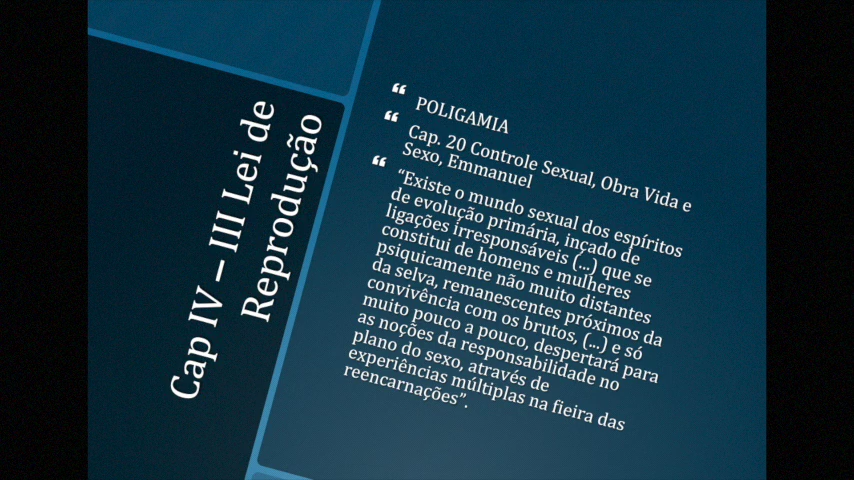 Cap IV – III Lei de
Reprodução
POLIGAMIA
Cap. 20 Controle Sexual, Obra Vida e
Sexo, Emmanuel
“Existe o mundo sexual dos espíritos
de evolução primária, inçado de
ligações irresponsáveis (...) que se
constitui de homens e mulheres
psiquicamente não muito distantes
da selva, remanescentes próximos da
convivência com os brutos, (...) e só
muito pouco a pouco, despertará para
as noções da responsabilidade no
plano do sexo, através de
experiências múltiplas na fieira das
reencarnações”.